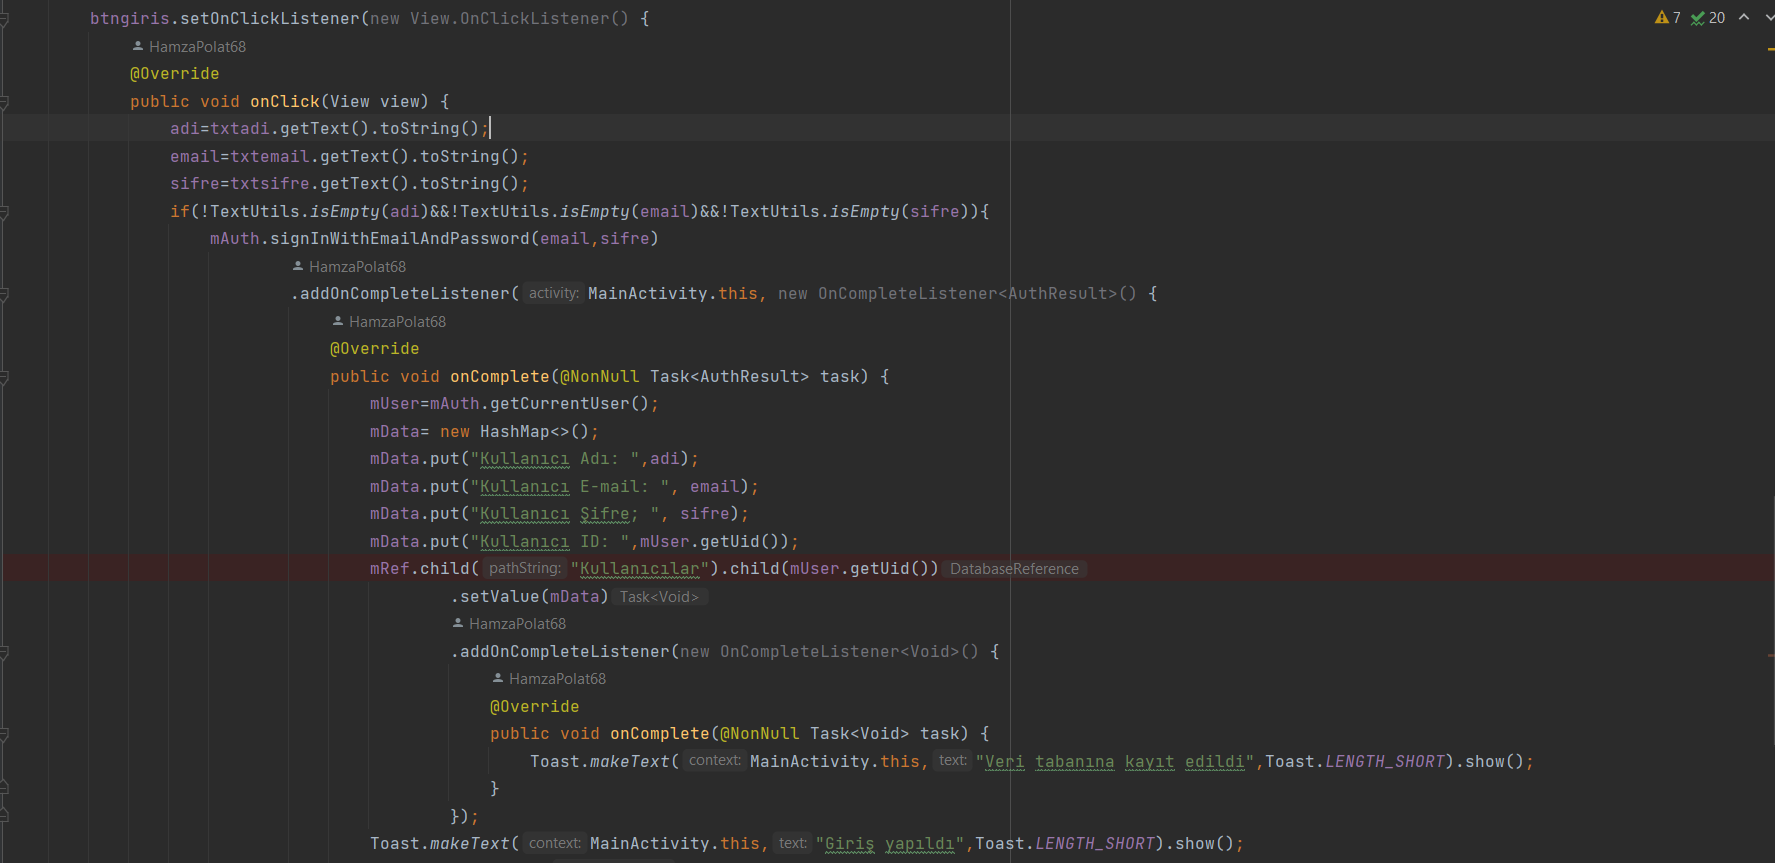 btngiris.setOnClickListener(new View.OnClickListener() {
7 20
HamzaPolat68
@Override
public void onClick(View view) {
adi=txtadi.getText().toString();
email=txtemail.getText().toString();
sifre=txtsifre.getText().toString();
if(!TextUtils.isEmpty(adi)&&!TextUtils.isEmpty(email)&&!TextUtils.isEmpty(sifre)){
mAuth.signInWithEmailAndPassword(email,sifre)
HamzaPolat68
.addOnCompleteListener( activity: MainActivity.this, new OnCompleteListener<AuthResult>() {
HamzaPolat68
@Override
public void onComplete(@NonNull Task<AuthResult> task) {
mUser=mAuth.getCurrentUser();
mData= new HashMap<>();
mData.put("Kullanıcı Adı: ",adi);
mData.put("Kullanıcı E-mail: ", email);
mData.put("Kullanıcı Şifre; ", sifre);
mData.put("Kullanıcı ID: ",mUser.getUid());
mRef.child( pathString: "Kullanıcılar").child(mUser.getUid()) DatabaseReference
.setValue(mData) Task<Void>
HamzaPolat68
.addOnCompleteListener(new OnCompleteListener<Void>() {
HamzaPolat68
@Override
public void onComplete(@NonNull Task<Void> task) {
Toast.makeText( context: MainActivity.this, text: "Veri tabanına kayıt edildi",Toast.LENGTH_SHORT).show();
}
});
Toast.makeText( context: MainActivity.this, text: "Giriş yapıldı",Toast.LENGTH_SHORT).show();